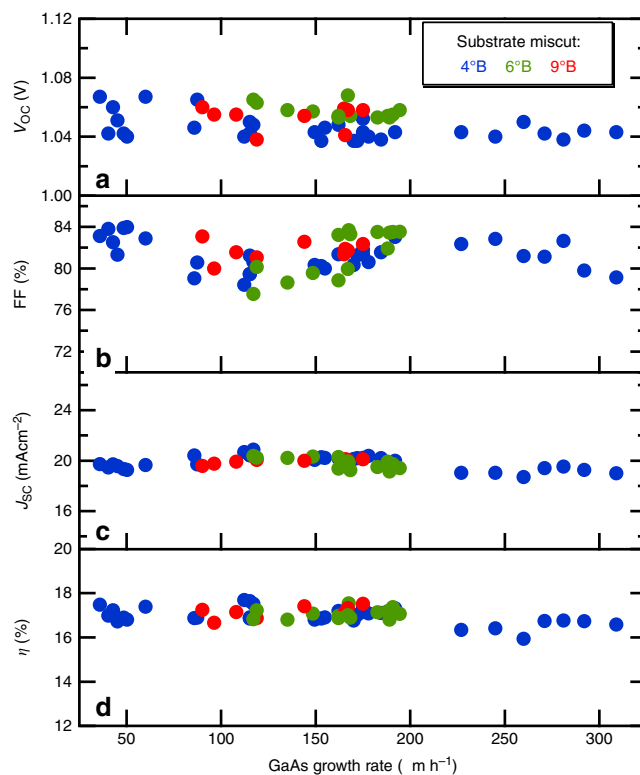 1.12
Substrate miscut:
4°B 6°B 9°B
1.08
VOC (V)
1.04
a
1.00
84
80
FF (%)
76
72
b
24
20
JSC (mAcm−2)
16
c
20
18
16
η (%)
14
d
12
50 100 150 200 250 300
GaAs growth rate ( m h−1)